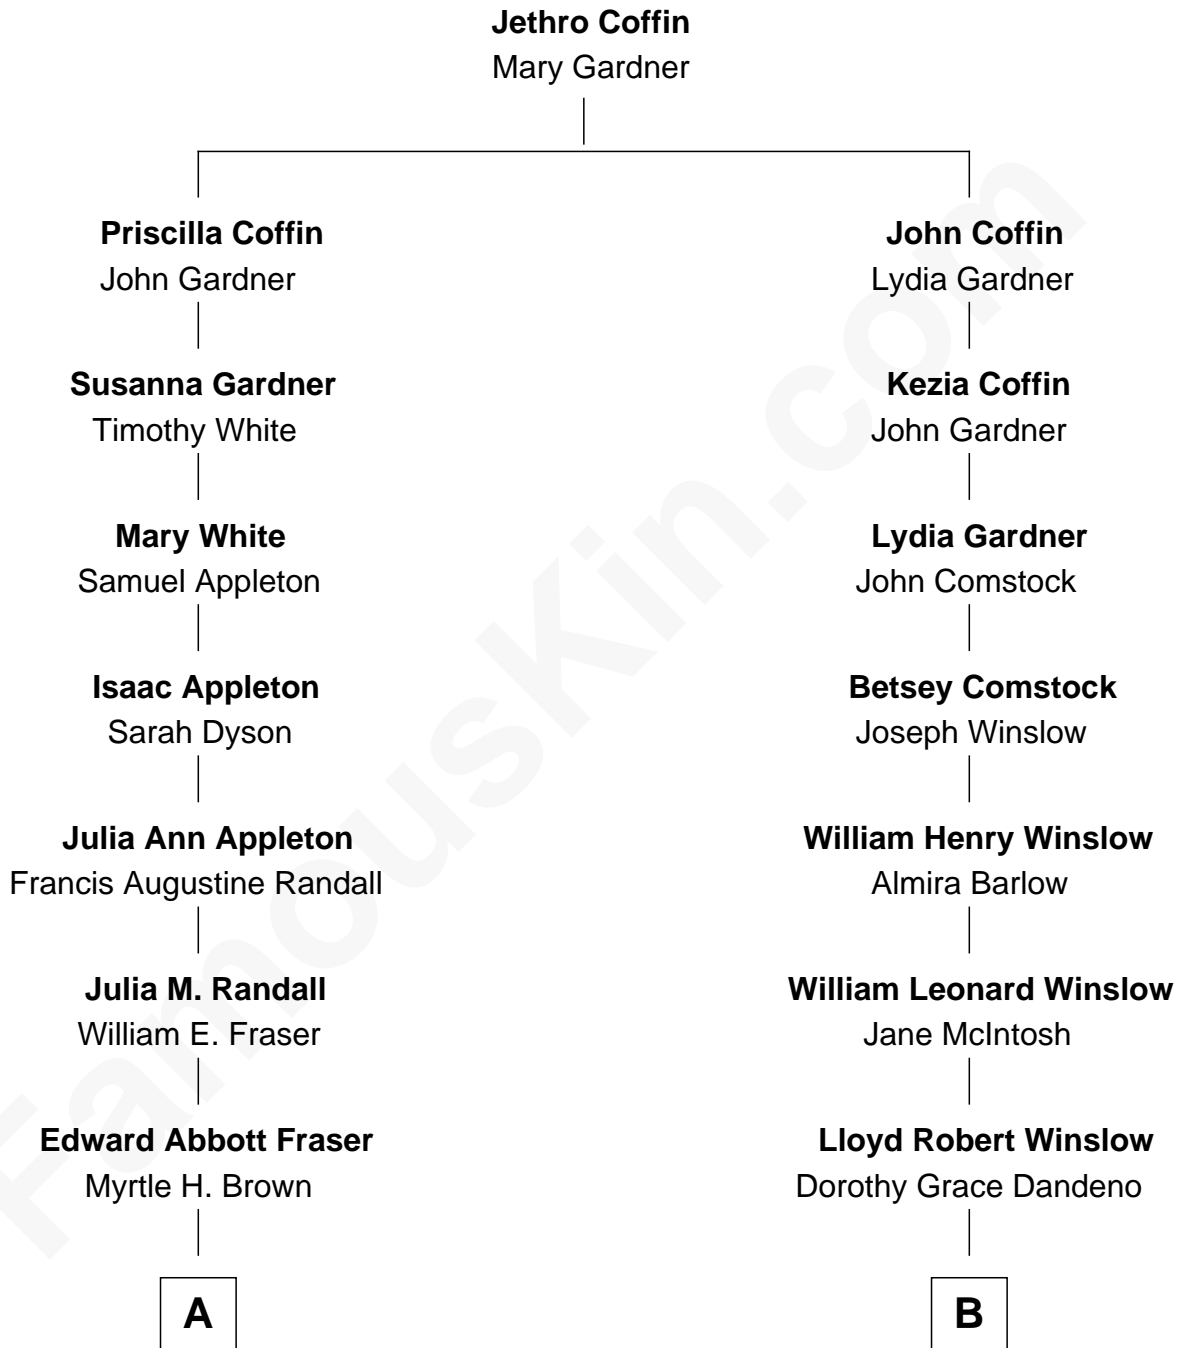 Jethro Coffin
Mary Gardner
Priscilla Coffin
John Gardner
Susanna Gardner
Timothy White
Mary White
Samuel Appleton
Isaac Appleton
Sarah Dyson
Julia Ann Appleton
Francis Augustine Randall
Julia M. Randall
William E. Fraser
Edward Abbott Fraser
Myrtle H. Brown
A
John Coffin
Lydia Gardner
Kezia Coffin
John Gardner
Lydia Gardner
John Comstock
Betsey Comstock
Joseph Winslow
William Henry Winslow
Almira Barlow
William Leonard Winslow
Jane McIntosh
Lloyd Robert Winslow
Dorothy Grace Dandeno
B
FamousKin.com